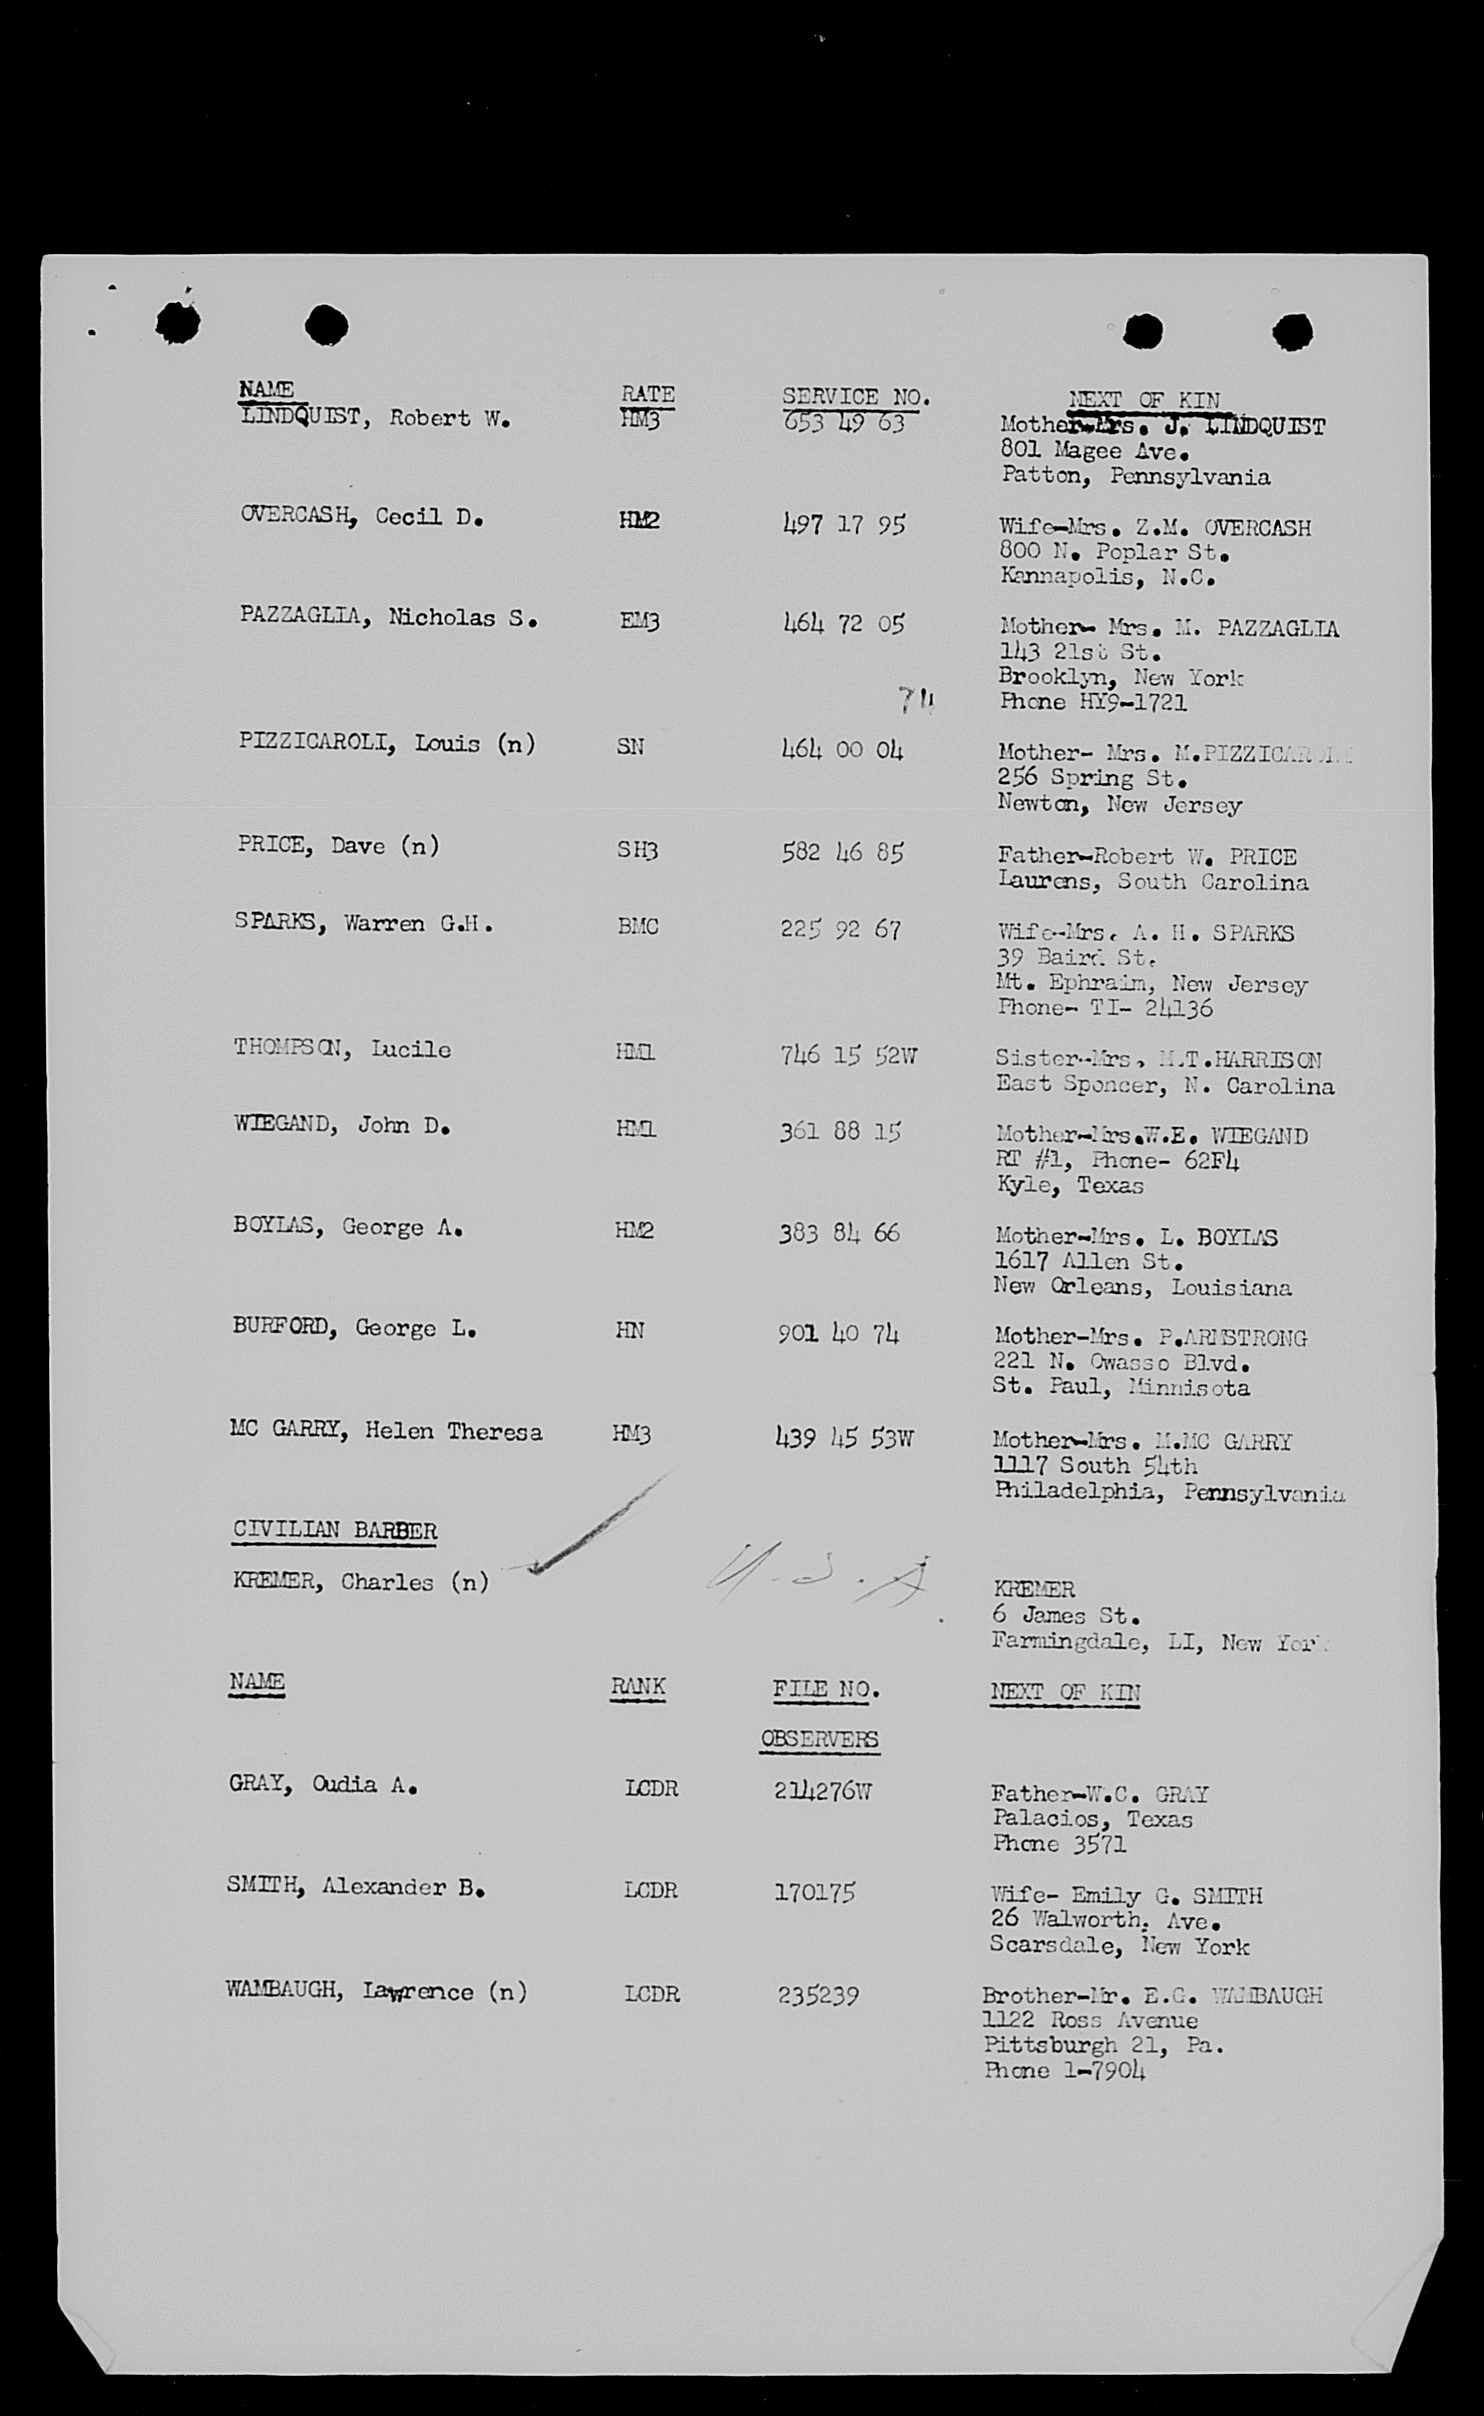 NAME RATE SERVICE NO. NEXT OF KIN
LINDQUIST, Robert W. HM3 653 49 63 Mother-Mrs. J. LINDQUIST
801 Magee Ave.
Patton, Pennsylvania
OVERCASH, Cecil D. HM2 497 17 95 Wife-Mrs. Z.M. OVERCASH
800 N. Poplar St.
Kannapolis, N.C.
PAZZAGLIA, Nicholas S. EM3 464 72 05 Mother- Mrs. M. PAZZAGLIA
143 21st St.
Brooklyn, New York
74 Phone HY9-1721
PIZZICAROLI, Louis (n) SN 464 00 04 Mother- Mrs. M.PIZZICAROLI
256 Spring St.
Newton, New Jersey
PRICE, Dave (n) SH3 582 46 85 Father-Robert W. PRICE
Laurens, South Carolina
SPARKS, Warren G.H. BMC 225 92 67 Wife-Mrs. A. H. SPARKS
39 Baird St.
Mt. Ephraim, New Jersey
Phone- TI- 24136
THOMPSON, Lucile HM1 746 15 52W Sister-Mrs. M.T.HARRISON
East Spencer, N. Carolina
WIEGAND, John D. HM1 361 88 15 Mother-Mrs.W.E. WIEGAND
RT #1, Phone- 62F4
Kyle, Texas
BOYLAS, George A. HM2 383 84 66 Mother-Mrs. L. BOYLAS
1617 Allen St.
New Orleans, Louisiana
BURFORD, George L. HN 901 40 74 Mother-Mrs. P.ARMSTRONG
221 N. Owasso Blvd.
St. Paul, Minnisota
MC GARRY, Helen Theresa HM3 439 45 53W Mother-Mrs. M.MC GARRY
1117 South 54th
Philadelphia, Pennsylvania
CIVILIAN BARBER
KREMER, Charles (n) U.S.A. KREMER
6 James St.
Farmingdale, LI, New York
NAME RANK FILE NO. NEXT OF KIN
OBSERVERS
GRAY, Oudia A. LCDR 214276W Father-W.C. GRAY
Palacios, Texas
Phone 3571
SMITH, Alexander B. LCDR 170175 Wife- Emily G. SMITH
26 Walworth. Ave.
Scarsdale, New York
WAMBAUGH, Lawrence (n) LCDR 235239 Brother-Mr. E.G. WAMBAUGH
1122 Ross Avenue
Pittsburgh 21, Pa.
Phone 1-7904